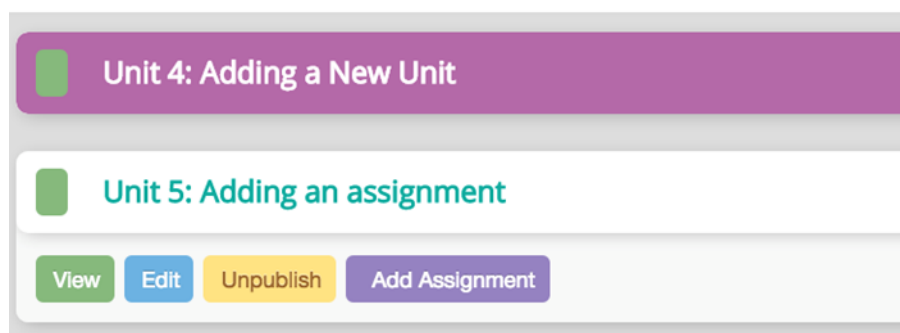 Unit 4: Adding a New Unit
Unit 5: Adding an assignment
View Edit Unpublish Add Assignment